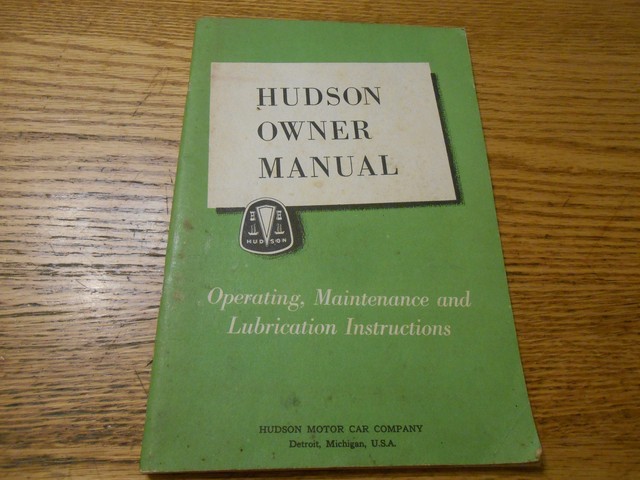 HUDSON
OWNER
MANUAL
HUDSON
Operating, Maintenance and
Lubrication Instructions
HUDSON MOTOR CAR COMPANY
Detroit, Michigan, U.S.A.